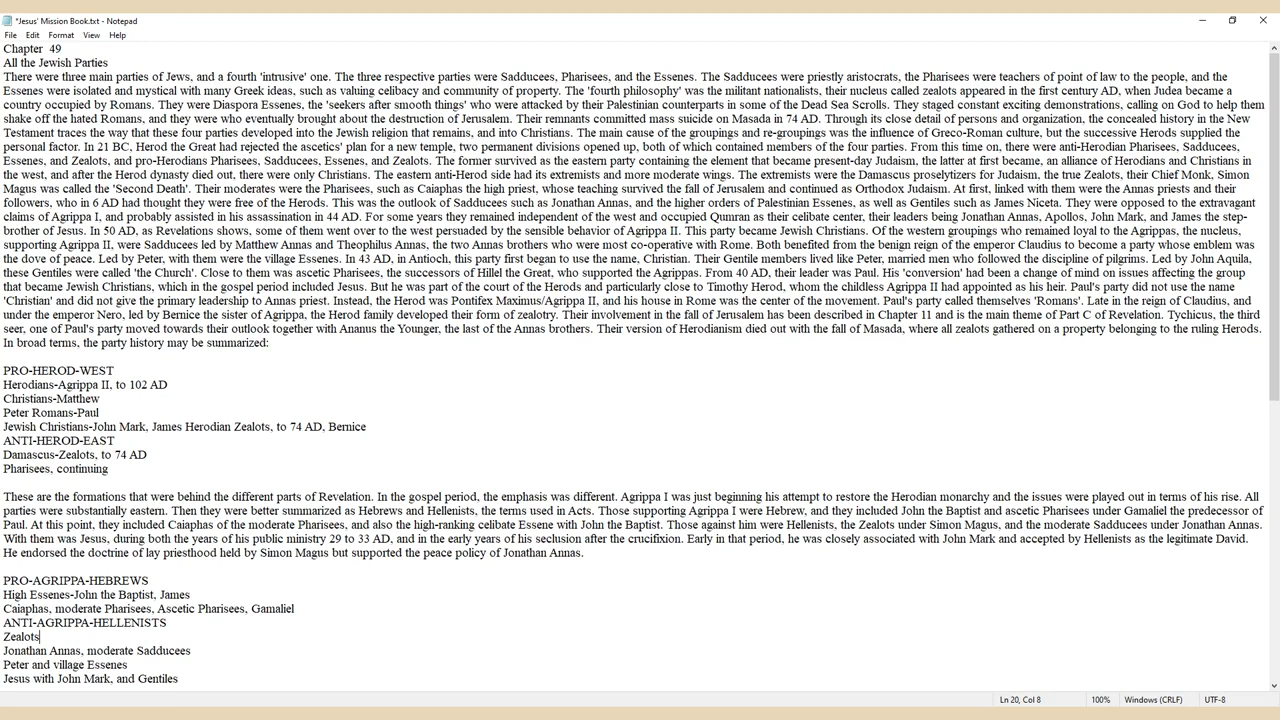 *Jesus' Mission Book.txt - Notepad
File Edit Format View Help
Chapter  49
All the Jewish Parties
There were three main parties of Jews, and a fourth 'intrusive' one. The three respective parties were Sadducees, Pharisees, and the Essenes. The Sadducees were priestly aristocrats, the Pharisees were teachers of point of law to the people, and the
Essenes were isolated and mystical with many Greek ideas, such as valuing celibacy and community of property. The 'fourth philosophy' was the militant nationalists, their nucleus called zealots appeared in the first century AD, when Judea became a
country occupied by Romans. They were Diaspora Essenes, the 'seekers after smooth things' who were attacked by their Palestinian counterparts in some of the Dead Sea Scrolls. They staged constant exciting demonstrations, calling on God to help them
shake off the hated Romans, and they were who eventually brought about the destruction of Jerusalem. Their remnants committed mass suicide on Masada in 74 AD. Through its close detail of persons and organization, the concealed history in the New
Testament traces the way that these four parties developed into the Jewish religion that remains, and into Christians. The main cause of the groupings and re-groupings was the influence of Greco-Roman culture, but the successive Herods supplied the
personal factor. In 21 BC, Herod the Great had rejected the ascetics' plan for a new temple, two permanent divisions opened up, both of which contained members of the four parties. From this time on, there were anti-Herodian Pharisees, Sadducees,
Essenes, and Zealots, and pro-Herodians Pharisees, Sadducees, Essenes, and Zealots. The former survived as the eastern party containing the element that became present-day Judaism, the latter at first became, an alliance of Herodians and Christians in
the west, and after the Herod dynasty died out, there were only Christians. The eastern anti-Herod side had its extremists and more moderate wings. The extremists were the Damascus proselytizers for Judaism, the true Zealots, their Chief Monk, Simon
Magus was called the 'Second Death'. Their moderates were the Pharisees, such as Caiaphas the high priest, whose teaching survived the fall of Jerusalem and continued as Orthodox Judaism. At first, linked with them were the Annas priests and their
followers, who in 6 AD had thought they were free of the Herods. This was the outlook of Sadducees such as Jonathan Annas, and the higher orders of Palestinian Essenes, as well as Gentiles such as James Niceta. They were opposed to the extravagant
claims of Agrippa I, and probably assisted in his assassination in 44 AD. For some years they remained independent of the west and occupied Qumran as their celibate center, their leaders being Jonathan Annas, Apollos, John Mark, and James the step-
brother of Jesus. In 50 AD, as Revelations shows, some of them went over to the west persuaded by the sensible behavior of Agrippa II. This party became Jewish Christians. Of the western groupings who remained loyal to the Agrippas, the nucleus,
supporting Agrippa II, were Sadducees led by Matthew Annas and Theophilus Annas, the two Annas brothers who were most co-operative with Rome. Both benefited from the benign reign of the emperor Claudius to become a party whose emblem was
the dove of peace. Led by Peter, with them were the village Essenes. In 43 AD, in Antioch, this party first began to use the name, Christian. Their Gentile members lived like Peter, married men who followed the discipline of pilgrims. Led by John Aquila,
these Gentiles were called 'the Church'. Close to them was ascetic Pharisees, the successors of Hillel the Great, who supported the Agrippas. From 40 AD, their leader was Paul. His 'conversion' had been a change of mind on issues affecting the group
that became Jewish Christians, which in the gospel period included Jesus. But he was part of the court of the Herods and particularly close to Timothy Herod, whom the childless Agrippa II had appointed as his heir. Paul's party did not use the name
'Christian' and did not give the primary leadership to Annas priest. Instead, the Herod was Pontifex Maximus/Agrippa II, and his house in Rome was the center of the movement. Paul's party called themselves 'Romans'. Late in the reign of Claudius, and
under the emperor Nero, led by Bernice the sister of Agrippa, the Herod family developed their form of zealotry. Their involvement in the fall of Jerusalem has been described in Chapter 11 and is the main theme of Part C of Revelation. Tychicus, the third
seer, one of Paul's party moved towards their outlook together with Ananus the Younger, the last of the Annas brothers. Their version of Herodianism died out with the fall of Masada, where all zealots gathered on a property belonging to the ruling Herods.
In broad terms, the party history may be summarized:
PRO-HEROD-WEST
Herodians-Agrippa II, to 102 AD
Christians-Matthew
Peter Romans-Paul
Jewish Christians-John Mark, James Herodian Zealots, to 74 AD, Bernice
ANTI-HEROD-EAST
Damascus-Zealots, to 74 AD
Pharisees, continuing
These are the formations that were behind the different parts of Revelation. In the gospel period, the emphasis was different. Agrippa I was just beginning his attempt to restore the Herodian monarchy and the issues were played out in terms of his rise. All
parties were substantially eastern. Then they were better summarized as Hebrews and Hellenists, the terms used in Acts. Those supporting Agrippa I were Hebrew, and they included John the Baptist and ascetic Pharisees under Gamaliel the predecessor of
Paul. At this point, they included Caiaphas of the moderate Pharisees, and also the high-ranking celibate Essene with John the Baptist. Those against him were Hellenists, the Zealots under Simon Magus, and the moderate Sadducees under Jonathan Annas.
With them was Jesus, during both the years of his public ministry 29 to 33 AD, and in the early years of his seclusion after the crucifixion. Early in that period, he was closely associated with John Mark and accepted by Hellenists as the legitimate David.
He endorsed the doctrine of lay priesthood held by Simon Magus but supported the peace policy of Jonathan Annas.
PRO-AGRIPPA-HEBREWS
High Essenes-John the Baptist, James
Caiaphas, moderate Pharisees, Ascetic Pharisees, Gamaliel
ANTI-AGRIPPA-HELLENISTS
Zealots
Jonathan Annas, moderate Sadducees
Peter and village Essenes
Jesus with John Mark, and Gentiles
Ln 20, Col 8 100% Windows (CRLF) UTF-8